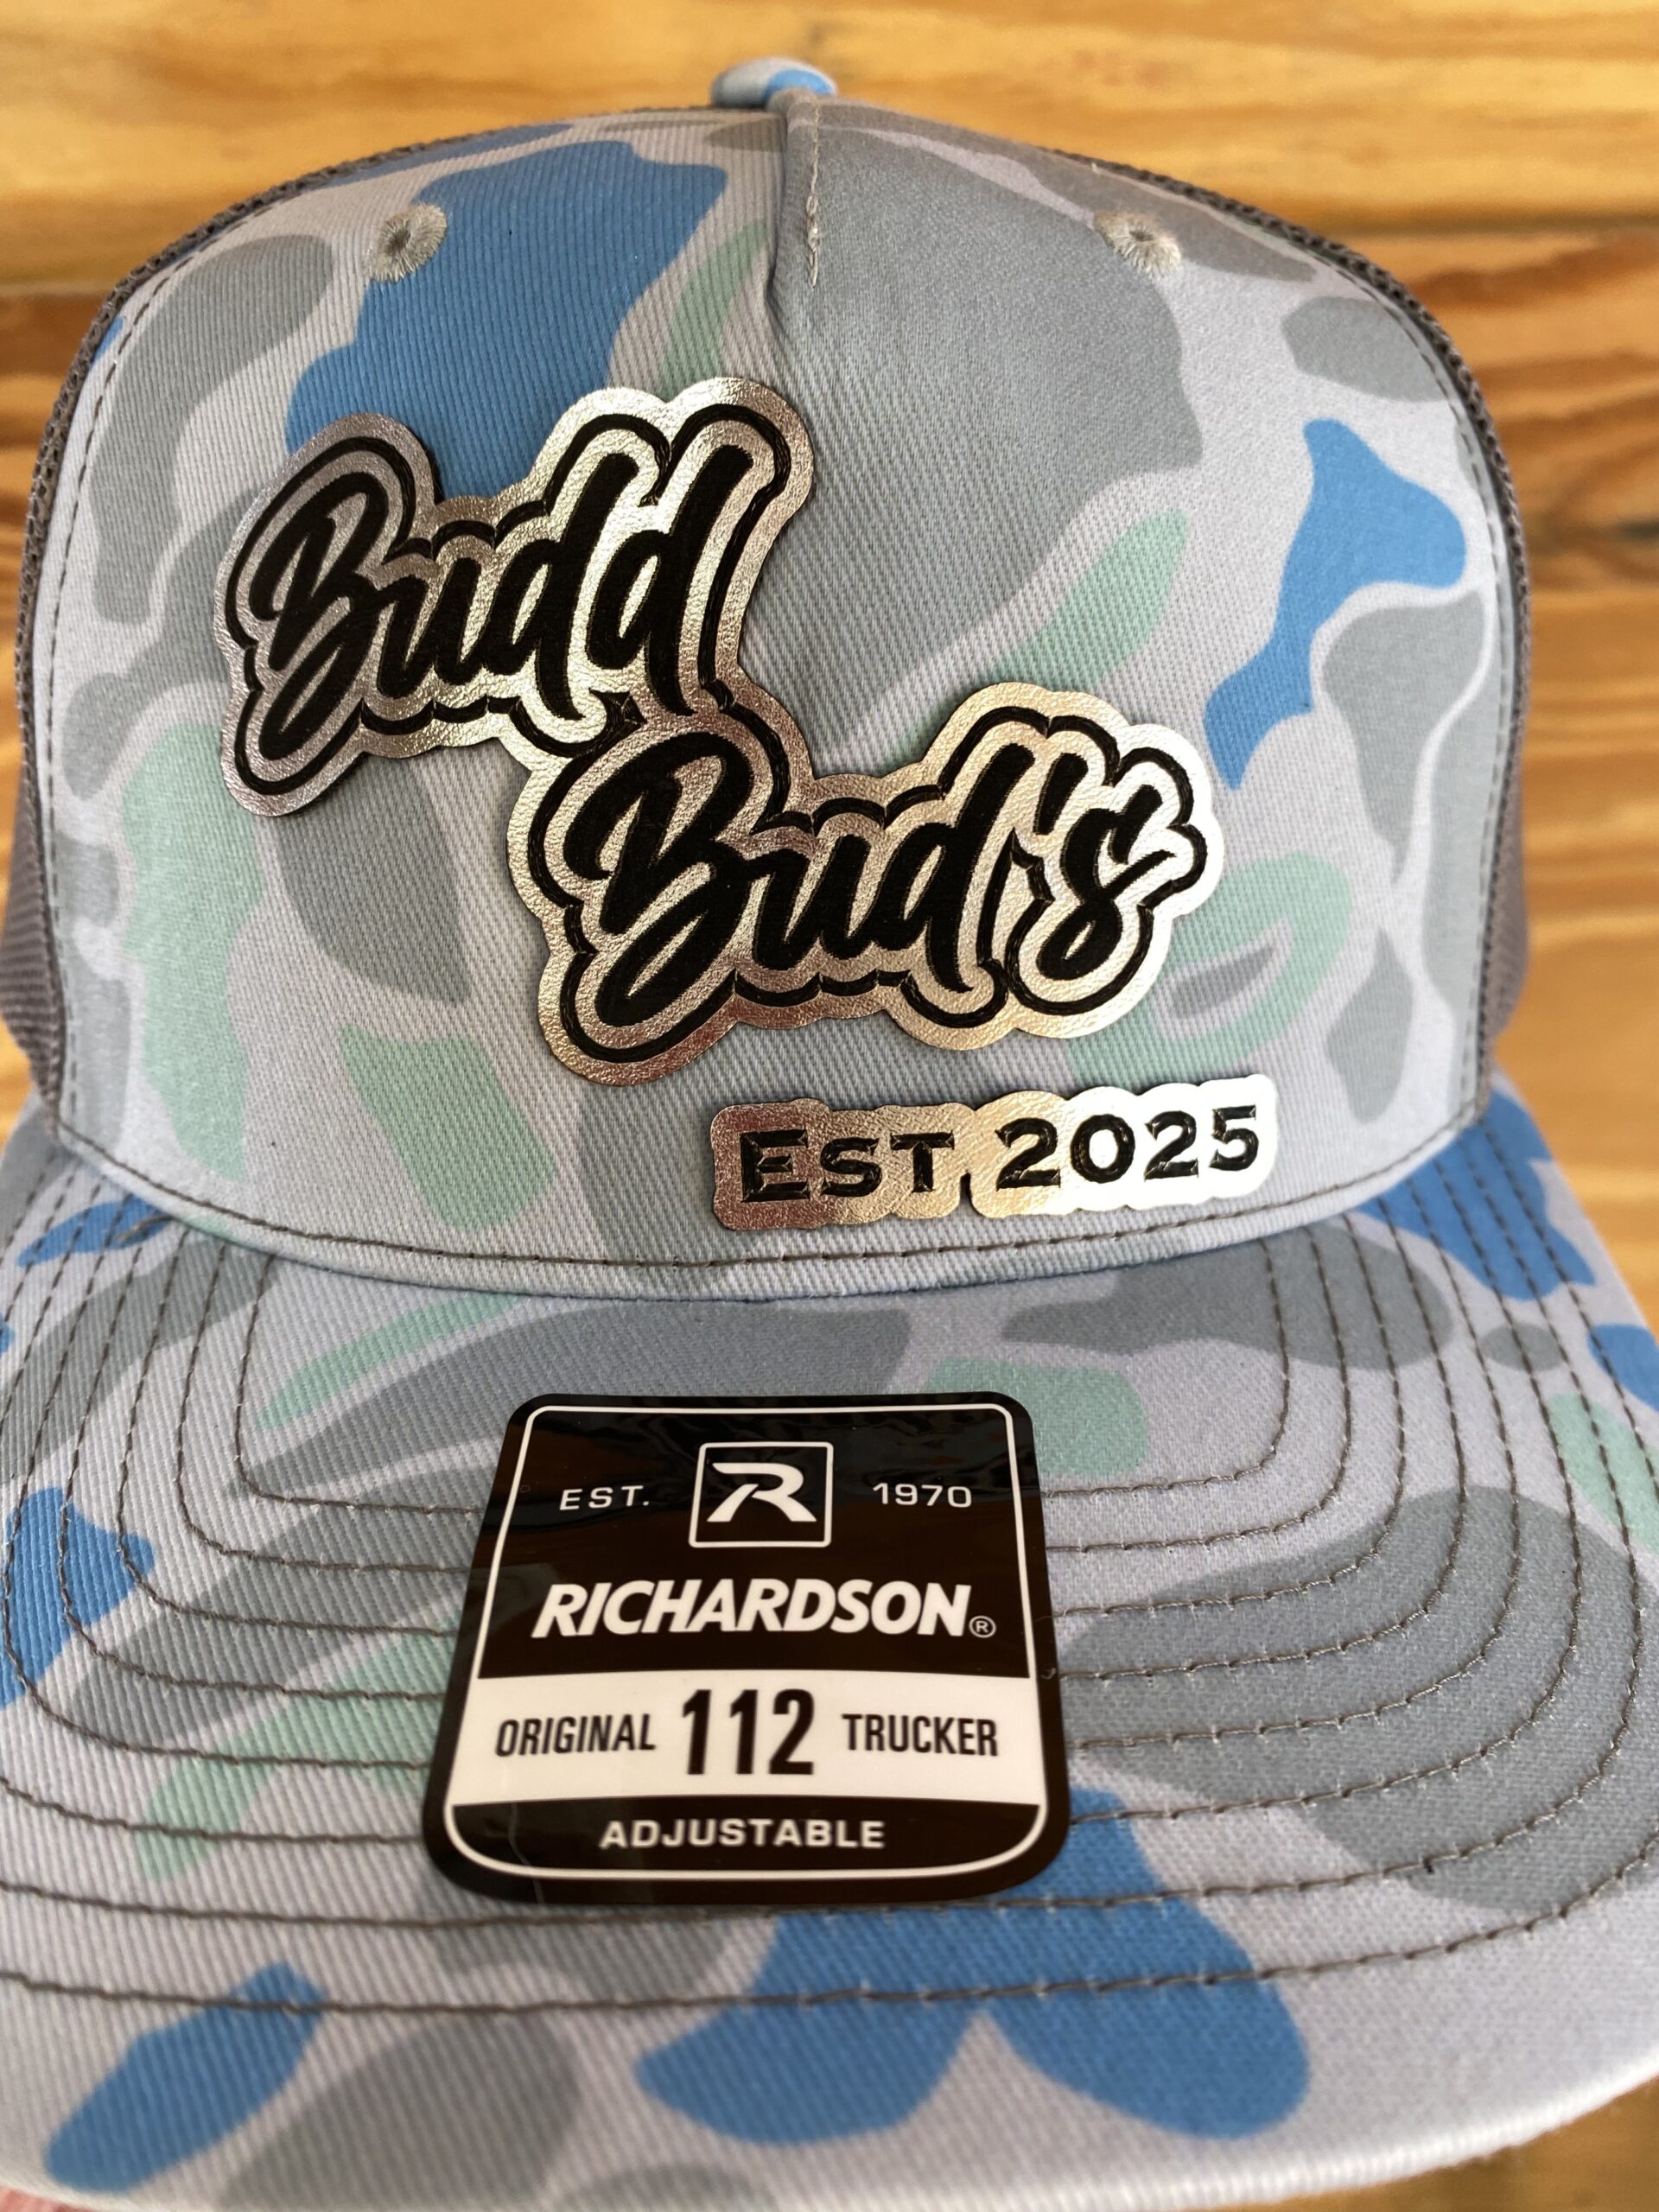 Budd
Bud's
EST 2025
EST. R 1970
RICHARDSON®
ORIGINAL 112 TRUCKER
ADJUSTABLE